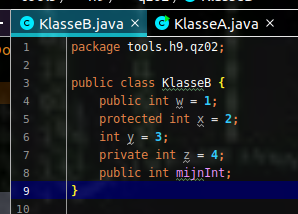 KlasseB.java × KlasseA.java ×
1 package tools.h9.qz02;
2
3 public class KlasseB {
4 public int w = 1;
5 protected int x = 2;
6 int y = 3;
7 private int z = 4;
8 public int mijnInt;
9 }
10